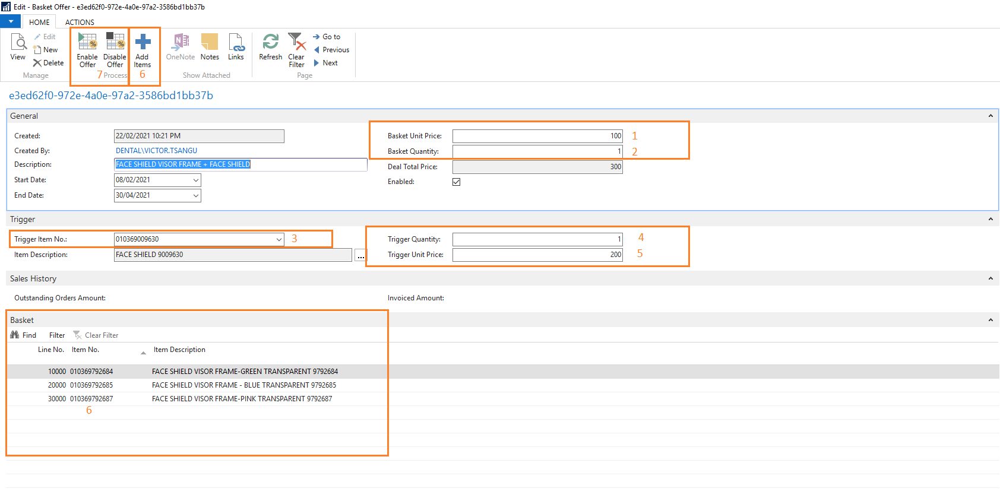 Edit - Basket Offer - e3ed62f0-972e-4a0e-97a2-3586bd1bb37b
HOME ACTIONS
View
Edit
New
Delete
Manage
Enable Offer
Disable Offer
7 Process
Add Items
6
OneNote Notes Links
Show Attached
Refresh
Clear Filter
Go to
Previous
Next
Page
e3ed62f0-972e-4a0e-97a2-3586bd1bb37b
General
Created: 22/02/2021 10:21 PM
Created By: DENTAL\VICTOR.TSANGU
Description: FACE SHIELD VISOR FRAME + FACE SHIELD
Start Date: 08/02/2021
End Date: 30/04/2021
Basket Unit Price: 100 1
Basket Quantity: 1 2
Deal Total Price: 300
Enabled:
Trigger
Trigger Item No.: 010369009630 3
Item Description: FACE SHIELD 9009630 ...
Trigger Quantity: 1 4
Trigger Unit Price: 200 5
Sales History
Outstanding Orders Amount: Invoiced Amount:
Basket
Find Filter Clear Filter
Line No. Item No. Item Description
10000 010369792684 FACE SHIELD VISOR FRAME-GREEN TRANSPARENT 9792684
20000 010369792685 FACE SHIELD VISOR FRAME - BLUE TRANSPARENT 9792685
30000 010369792687 FACE SHIELD VISOR FRAME-PINK TRANSPARENT 9792687
6